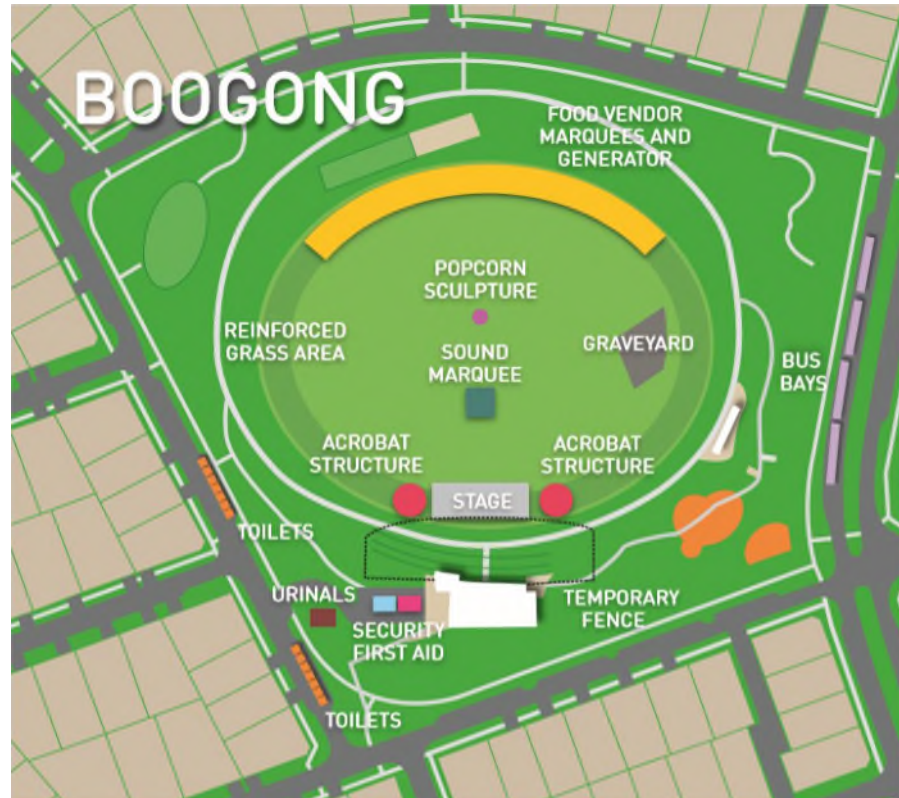 BOOGONG
FOOD VENDOR
MARQUEES AND
GENERATOR
POPCORN
SCULPTURE
REINFORCED
GRASS AREA
SOUND
MARQUEE
GRAVEYARD
BUS
BAYS
ACROBAT
STRUCTURE
ACROBAT
STRUCTURE
STAGE
TOILETS
URINALS
SECURITY
FIRST AID
TEMPORARY
FENCE
TOILETS